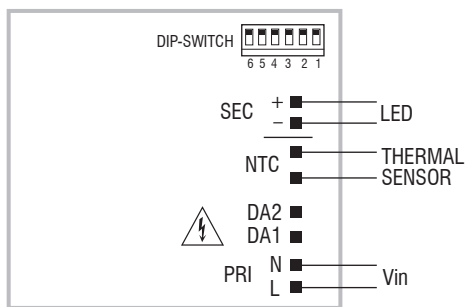 DIP-SWITCH
6 5 4 3 2 1
SEC + LED
−
NTC THERMAL
SENSOR
DA2
DA1
PRI N Vin
L